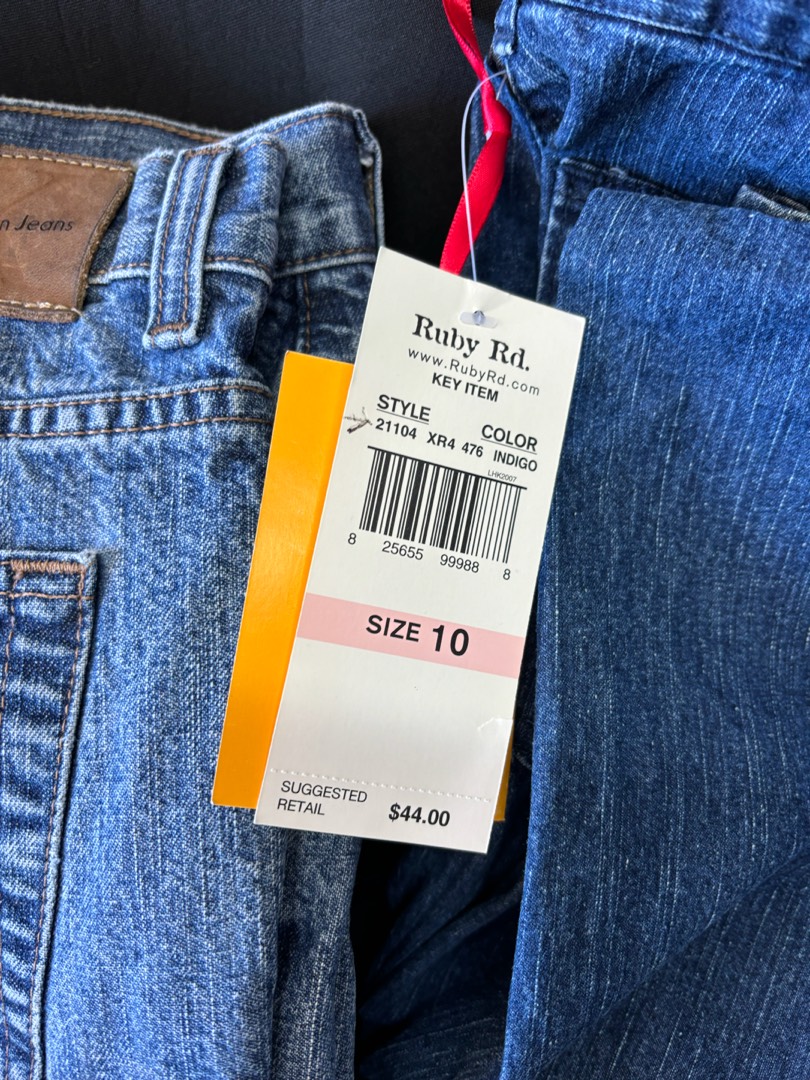 n Jeans
Ruby Rd.
www.RubyRd.com
KEY ITEM
STYLE COLOR
21104 XR4 476 INDIGO
LHK2007
8 25655 99988 8
SIZE 10
SUGGESTED
RETAIL $44.00